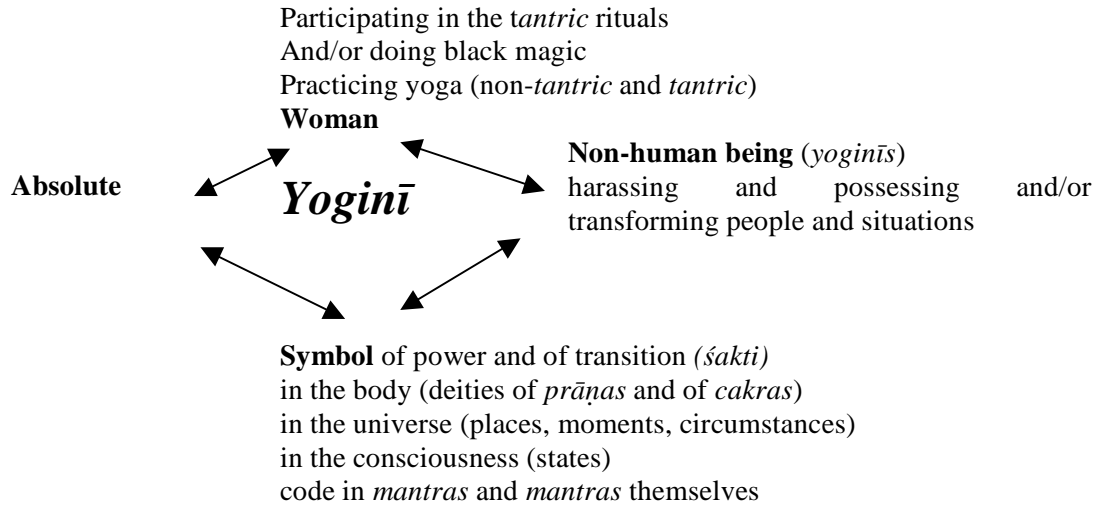 Participating in the tantric rituals
And/or doing black magic
Practicing yoga (non-tantric and tantric)
Woman
Absolute
Yoginī
Non-human being (yoginīs)
harassing and possessing and/or
transforming people and situations
Symbol of power and of transition (śakti)
in the body (deities of prāṇas and of cakras)
in the universe (places, moments, circumstances)
in the consciousness (states)
code in mantras and mantras themselves